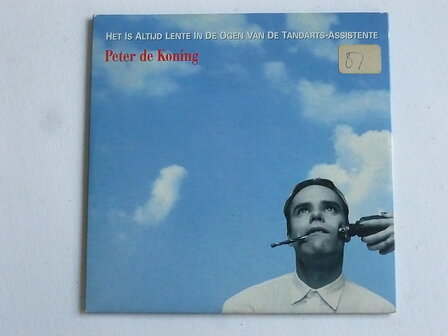 Het Is Altijd Lente In De Ogen Van De Tandarts-Assistente
Peter de Koning
87